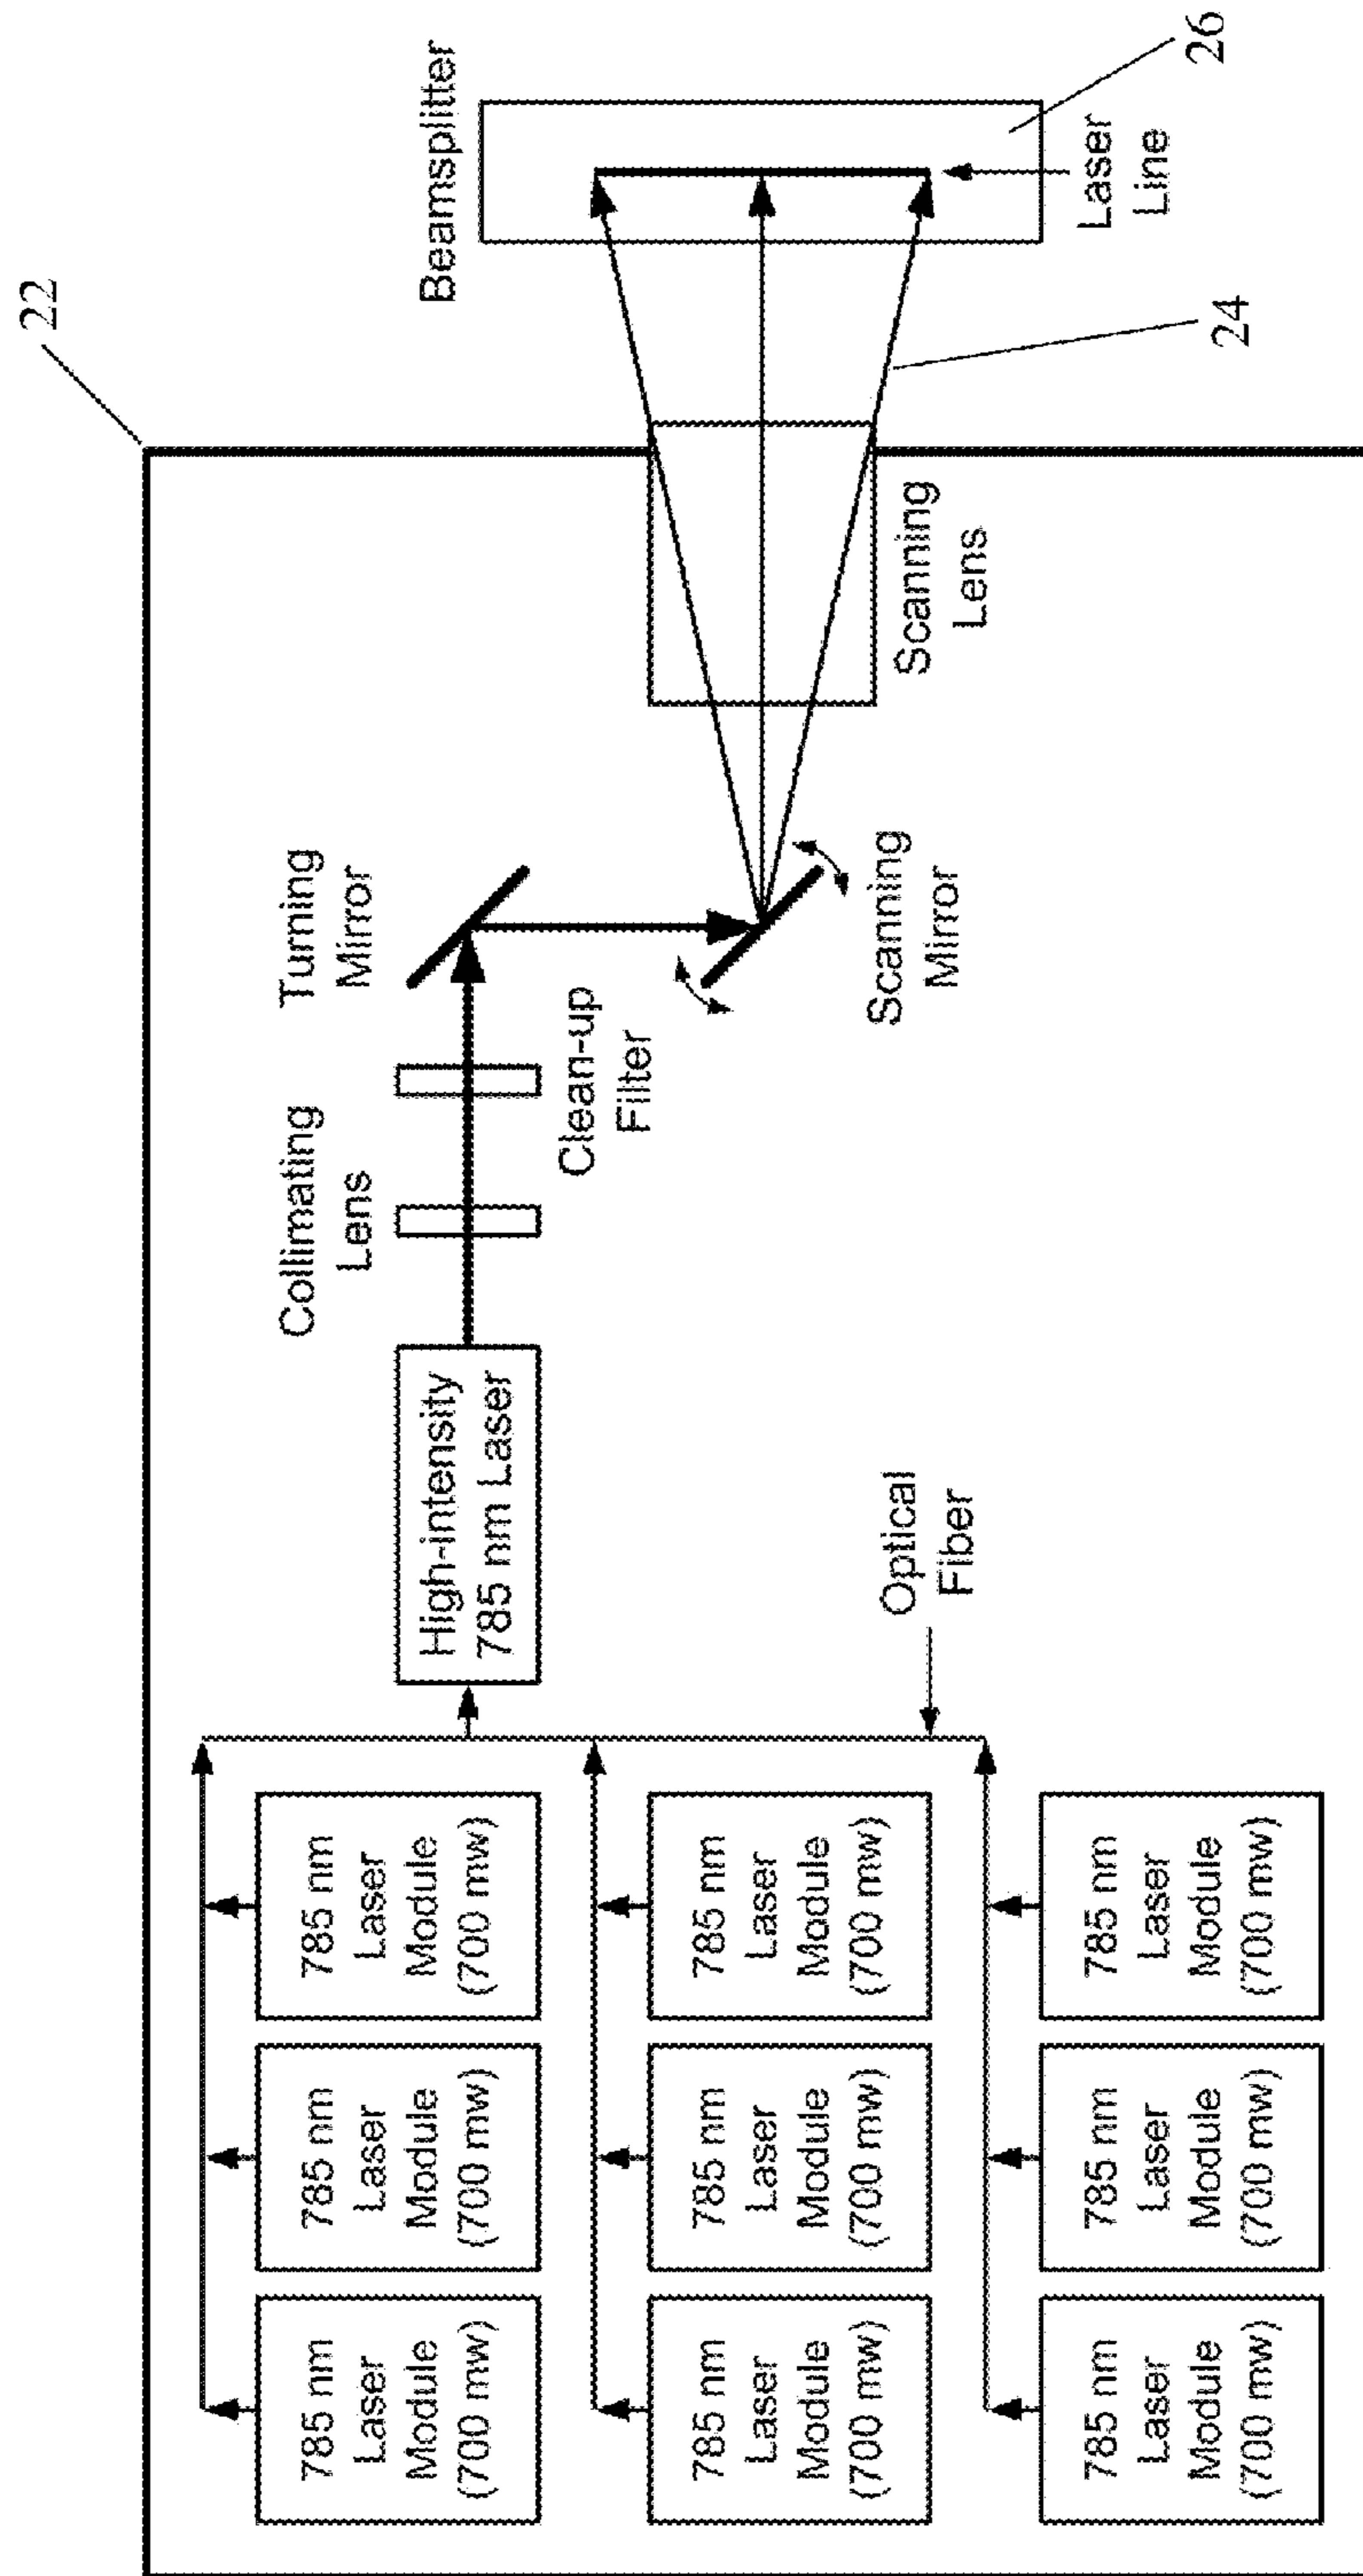 22
Beamsplitter
26
Laser
Line
24
Turning
Mirror
Collimating
Lens
Clean-up
Filter
Scanning
Mirror
Scanning
Lens
High-intensity
785 nm Laser
Optical
Fiber
785 nm
Laser
Module
(700 mw)
785 nm
Laser
Module
(700 mw)
785 nm
Laser
Module
(700 mw)
785 nm
Laser
Module
(700 mw)
785 nm
Laser
Module
(700 mw)
785 nm
Laser
Module
(700 mw)
785 nm
Laser
Module
(700 mw)
785 nm
Laser
Module
(700 mw)
785 nm
Laser
Module
(700 mw)